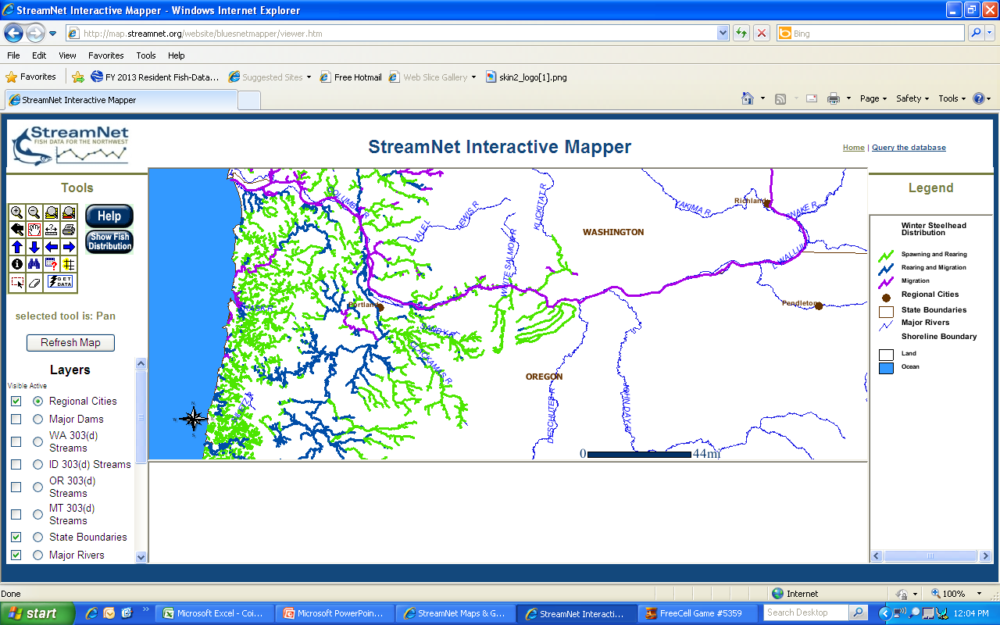 StreamNet Interactive Mapper - Windows Internet Explorer
http://map.streamnet.org/website/bluesnetmapper/viewer.htm
Bing
File Edit View Favorites Tools Help
Favorites FY 2013 Resident Fish-Data... Suggested Sites Free Hotmail Web Slice Gallery skin2_logo[1].png
StreamNet Interactive Mapper
Page Safety Tools
StreamNet
FISH DATA FOR THE NORTHWEST
StreamNet Interactive Mapper
Home | Query the database
Tools
Help
Show Fish
Distribution
GET
DATA
selected tool is: Pan
Refresh Map
Layers
Visible Active
Regional Cities
Major Dams
WA 303(d)
Streams
ID 303(d) Streams
OR 303(d)
Streams
MT 303(d)
Streams
State Boundaries
Major Rivers
COLUMBIA R
LEWIS R
KLICKITAT R
WHITE SALMON R
YAKIMA R
Richland
SNAKE R
WASHINGTON
WALLU
Portland
Pendleton
TRASK R
SANDY R
CLACKAMAS R
OREGON
SILETZ R
DESCHUTES R
JOHN DAY R
N
S
0 44mi
Legend
Winter Steelhead
Distribution
Spawning and Rearing
Rearing and Migration
Migration
Regional Cities
State Boundaries
Major Rivers
Shoreline Boundary
Land
Ocean
Done
Internet
100%
start
Microsoft Excel - Coi...
Microsoft PowerPoin...
StreamNet Maps & G...
StreamNet Interacti...
FreeCell Game #5359
Search Desktop
12:04 PM